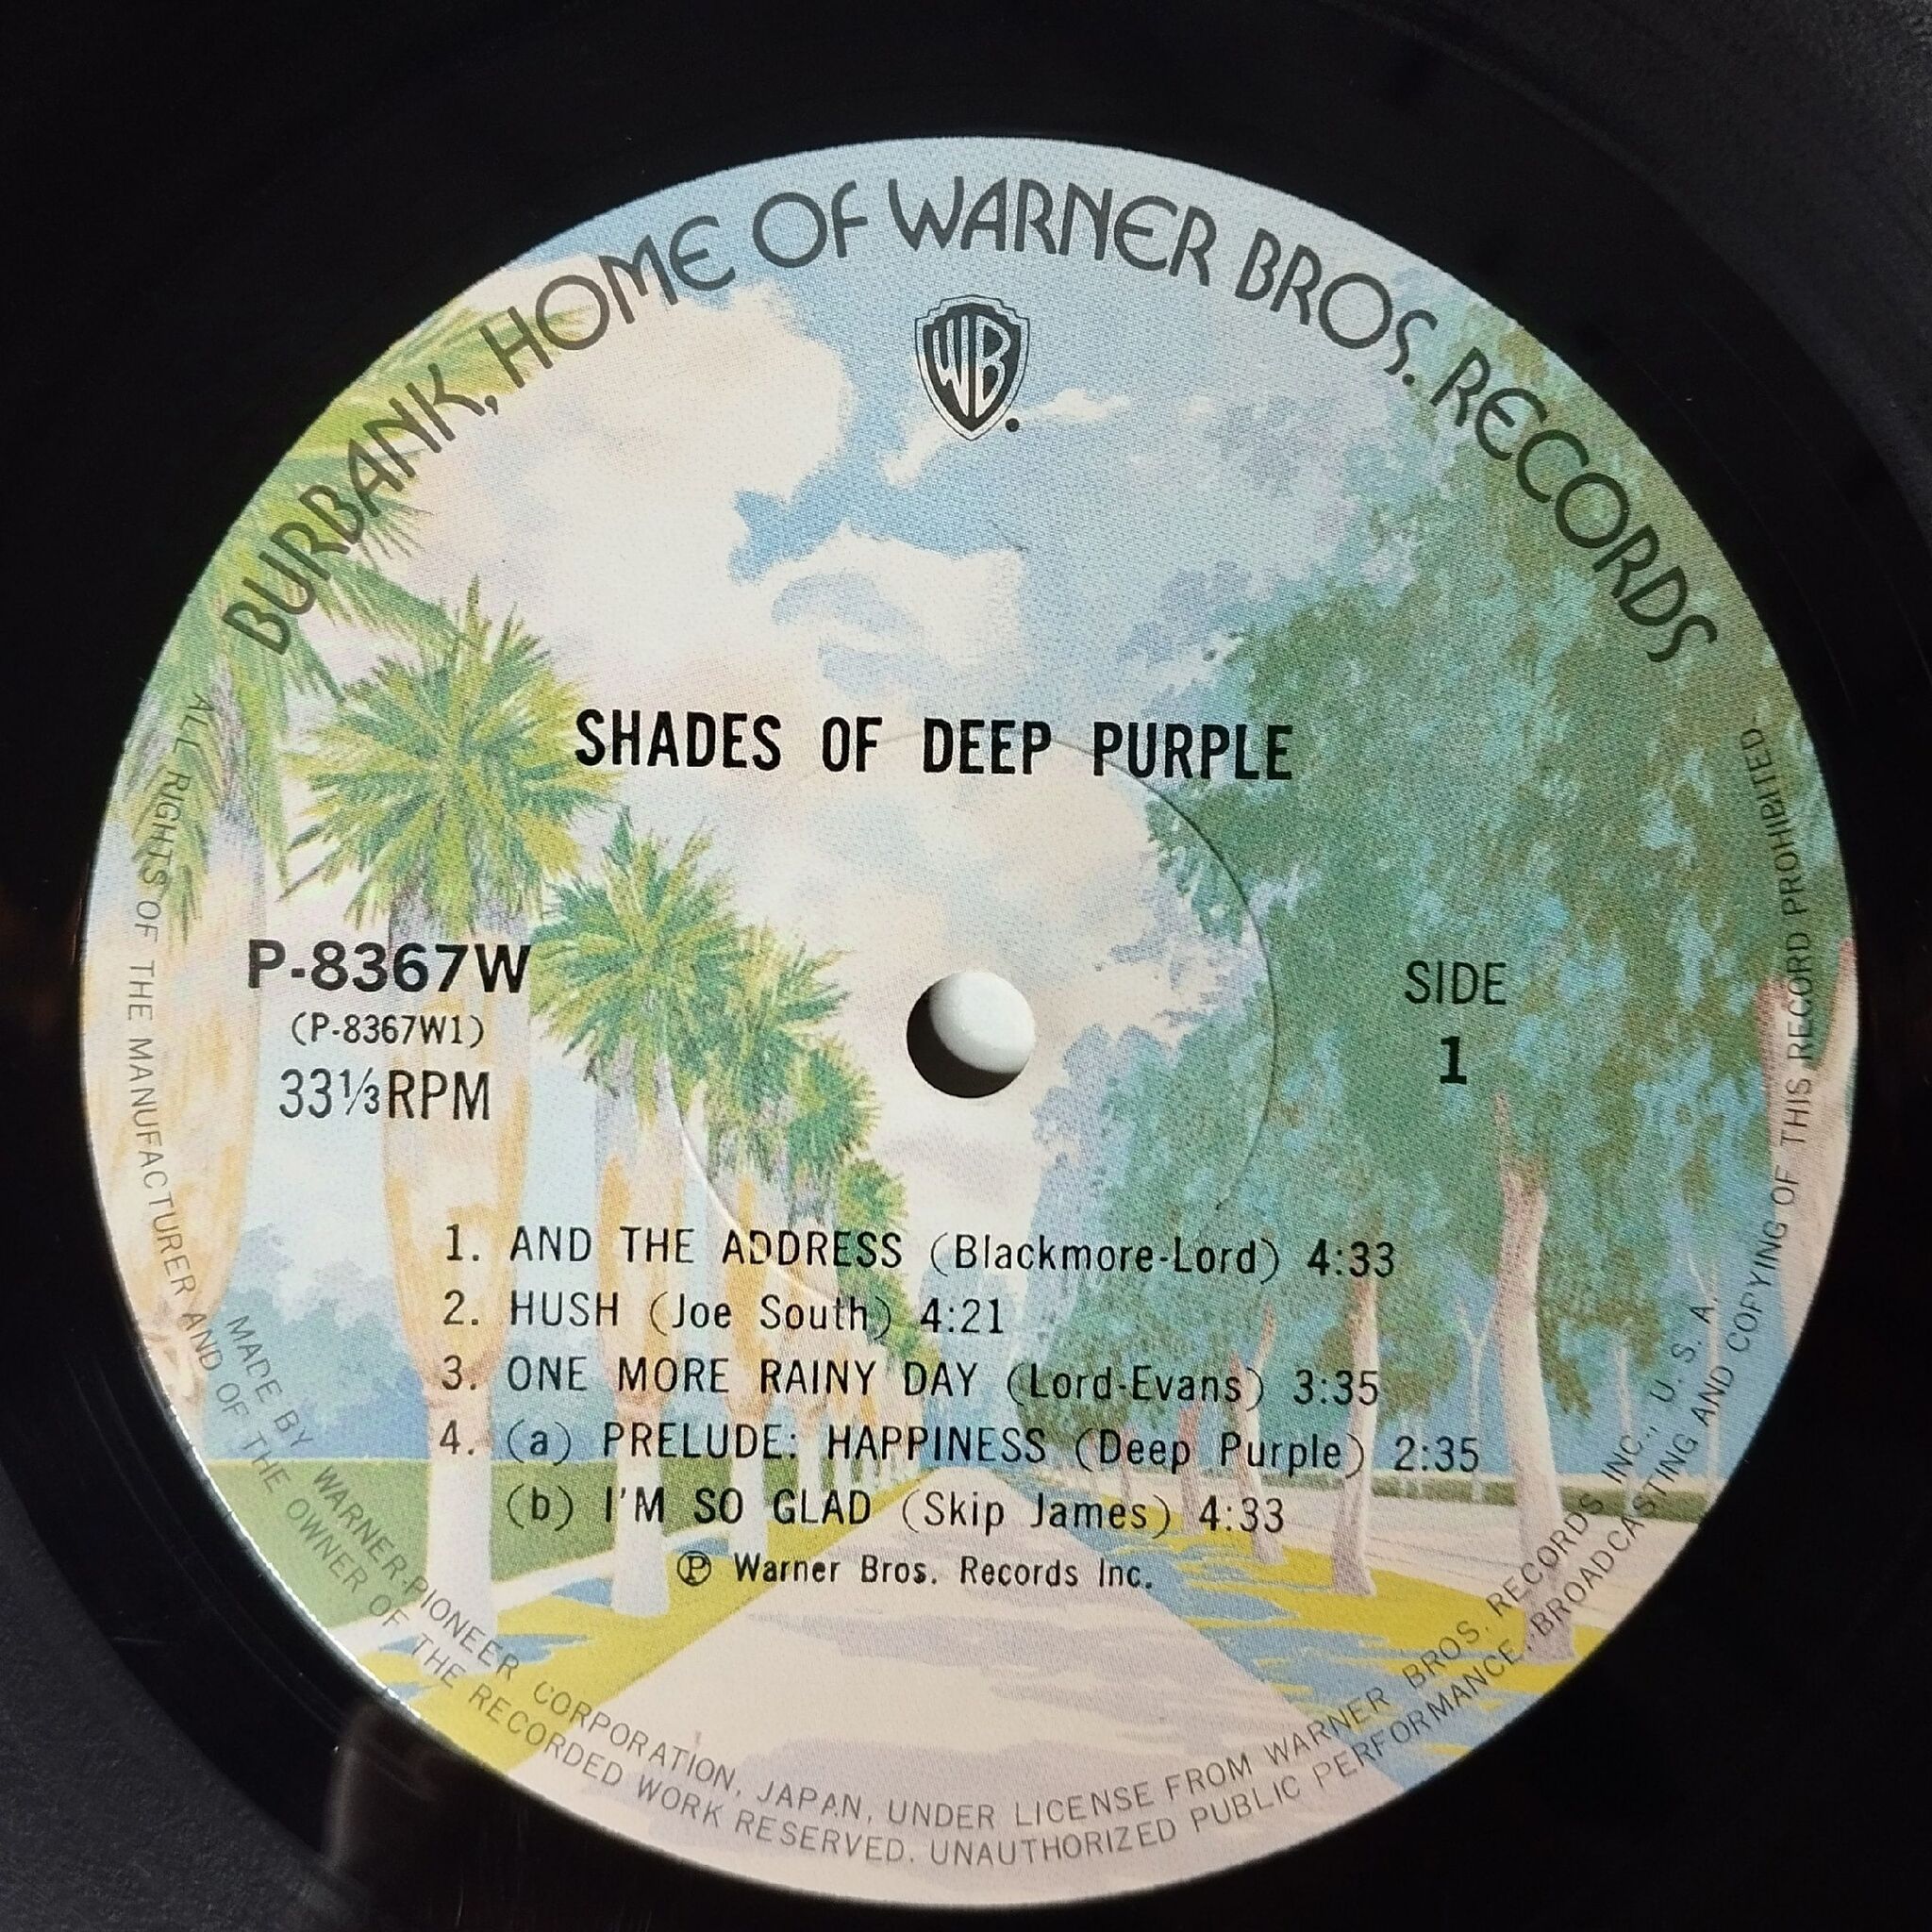 BURBANK, HOME OF WARNER BROS. RECORDS
WB
SHADES OF DEEP PURPLE
P-8367W
(P-8367W1)
33⅓RPM
SIDE
1
1. AND THE ADDRESS (Blackmore-Lord) 4:33
2. HUSH (Joe South) 4:21
3. ONE MORE RAINY DAY (Lord-Evans) 3:35
4. (a) PRELUDE: HAPPINESS (Deep Purple) 2:35
(b) I'M SO GLAD (Skip James) 4:33
Ⓟ Warner Bros. Records Inc.
MADE BY WARNER-PIONEER CORPORATION, JAPAN, UNDER LICENSE FROM WARNER BROS. RECORDS INC., U. S. A.
ALL RIGHTS OF THE MANUFACTURER AND OF THE OWNER OF THE RECORDED WORK RESERVED. UNAUTHORIZED PUBLIC PERFORMANCE, BROADCASTING AND COPYING OF THIS RECORD PROHIBITED-